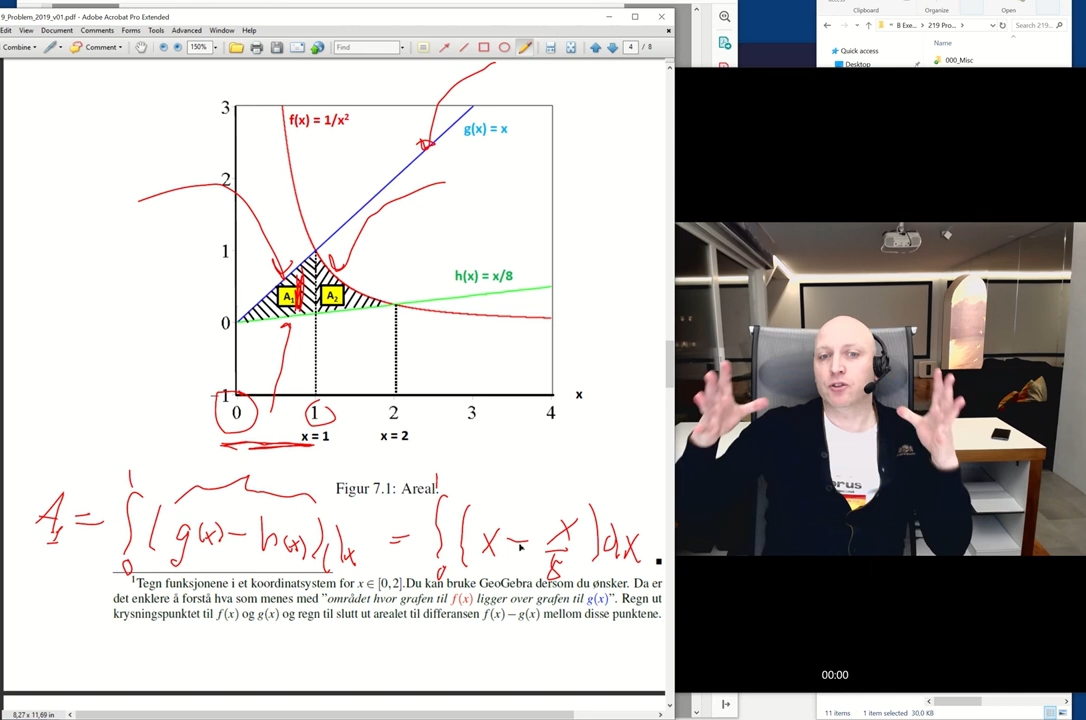 9_Problem_2019_v01.pdf - Adobe Acrobat Pro Extended
Edit View Document Comments Forms Tools Advanced Window Help
Combine Comment 150% Find 4 / 8
3
f(x) = 1/x²
g(x) = x
2
1
h(x) = x/8
A₁ A₂
0
-1
x
0 1 2 3 4
x = 1 x = 2
Figur 7.1: Areal.
A₁ = ∫₀¹ (g(x) - h(x)) dx = ∫₀¹ (x - x/8) dx
¹Tegn funksjonene i et koordinatsystem for x ∈ [0,2].Du kan bruke GeoGebra dersom du ønsker. Da er
det enklere å forstå hva som menes med "området hvor grafen til f(x) ligger over grafen til g(x)". Regn ut
krysningspunktet til f(x) og g(x) og regn til slutt ut arealet til differansen f(x) − g(x) mellom disse punktene.
8,27 x 11,69 in
Clipboard Organize Open
B Exe... 219 Pro... Search 219...
Quick access
Desktop
Name
000_Misc
orus
00:00
11 items 1 item selected 30,0 KB